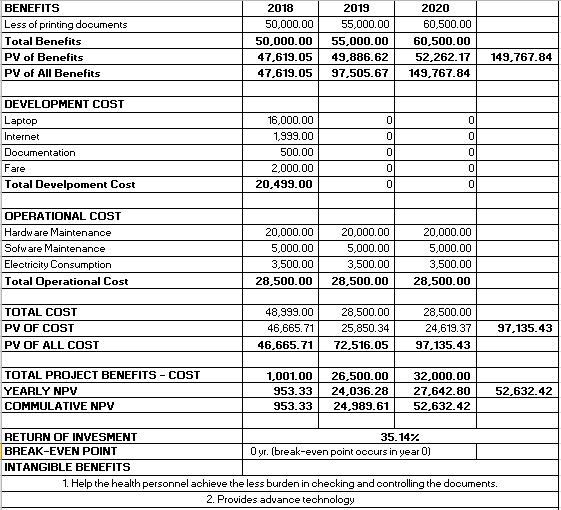 BENEFITS 2018 2019 2020
Less of printing documents 50,000.00 55,000.00 60,500.00
Total Benefits 50,000.00 55,000.00 60,500.00
PV of Benefits 47,619.05 49,886.62 52,262.17 149,767.84
PV of All Benefits 47,619.05 97,505.67 149,767.84
DEVELOPMENT COST
Laptop 16,000.00 0 0
Internet 1,999.00 0 0
Documentation 500.00 0 0
Fare 2,000.00 0 0
Total Develpoment Cost 20,499.00 0 0
OPERATIONAL COST
Hardware Maintenance 20,000.00 20,000.00 20,000.00
Sofware Maintenance 5,000.00 5,000.00 5,000.00
Electricity Consumption 3,500.00 3,500.00 3,500.00
Total Operational Cost 28,500.00 28,500.00 28,500.00
TOTAL COST 48,999.00 28,500.00 28,500.00
PV OF COST 46,665.71 25,850.34 24,619.37 97,135.43
PV OF ALL COST 46,665.71 72,516.05 97,135.43
TOTAL PROJECT BENEFITS - COST 1,001.00 26,500.00 32,000.00
YEARLY NPV 953.33 24,036.28 27,642.80 52,632.42
COMMULATIVE NPV 953.33 24,989.61 52,632.42
RETURN OF INVESMENT 35.14%
BREAK-EVEN POINT 0 yr. (break-even point occurs in year 0)
INTANGIBLE BENEFITS
1. Help the health personnel achieve the less burden in checking and controlling the documents.
2. Provides advance technology